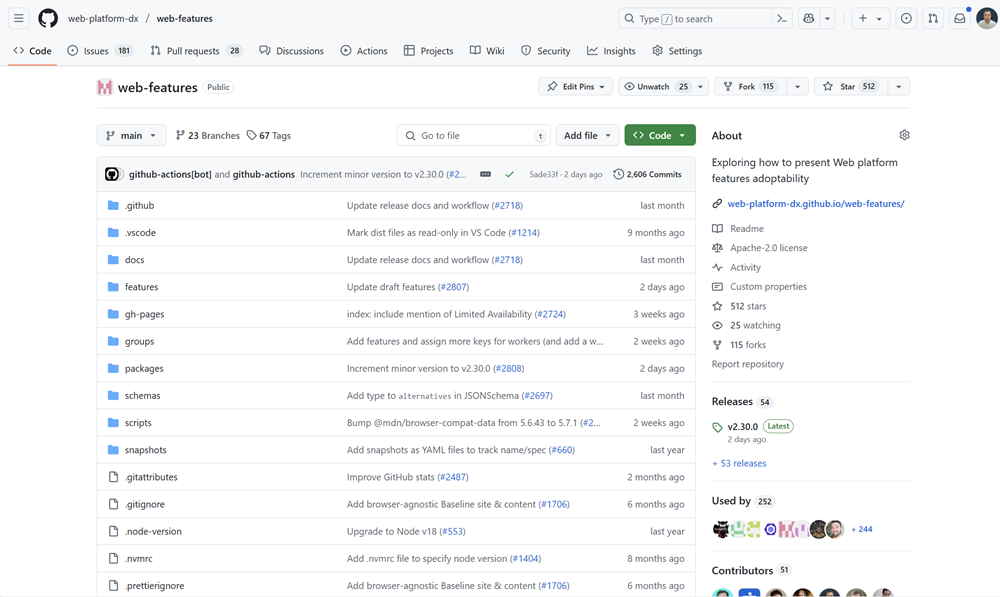 web-platform-dx / web-features
Type / to search
Code
Issues 181
Pull requests 28
Discussions
Actions
Projects
Wiki
Security
Insights
Settings
web-features Public
Edit Pins
Unwatch 25
Fork 115
Star 512
main
23 Branches
67 Tags
Go to file t
Add file
Code
github-actions[bot] and github-actions Increment minor version to v2.30.0 (#2... 5ade33f · 2 days ago 2,606 Commits
.github Update release docs and workflow (#2718) last month
.vscode Mark dist files as read-only in VS Code (#1214) 9 months ago
docs Update release docs and workflow (#2718) last month
features Update draft features (#2807) 2 days ago
gh-pages index: include mention of Limited Availability (#2724) 3 weeks ago
groups Add features and assign more keys for workers (and add a w... 2 weeks ago
packages Increment minor version to v2.30.0 (#2808) 2 days ago
schemas Add type to alternatives in JSONSchema (#2697) last month
scripts Bump @mdn/browser-compat-data from 5.6.43 to 5.7.1 (#2... 2 weeks ago
snapshots Add snapshots as YAML files to track name/spec (#660) last year
.gitattributes Improve GitHub stats (#2487) 2 months ago
.gitignore Add browser-agnostic Baseline site & content (#1706) 6 months ago
.node-version Upgrade to Node v18 (#553) last year
.nvmrc Add .nvmrc file to specify node version (#1404) 8 months ago
.prettierignore Add browser-agnostic Baseline site & content (#1706) 6 months ago
About
Exploring how to present Web platform
features adoptability
web-platform-dx.github.io/web-features/
Readme
Apache-2.0 license
Activity
Custom properties
512 stars
25 watching
115 forks
Report repository
Releases 54
v2.30.0 Latest
2 days ago
+ 53 releases
Used by 252
+ 244
Contributors 51